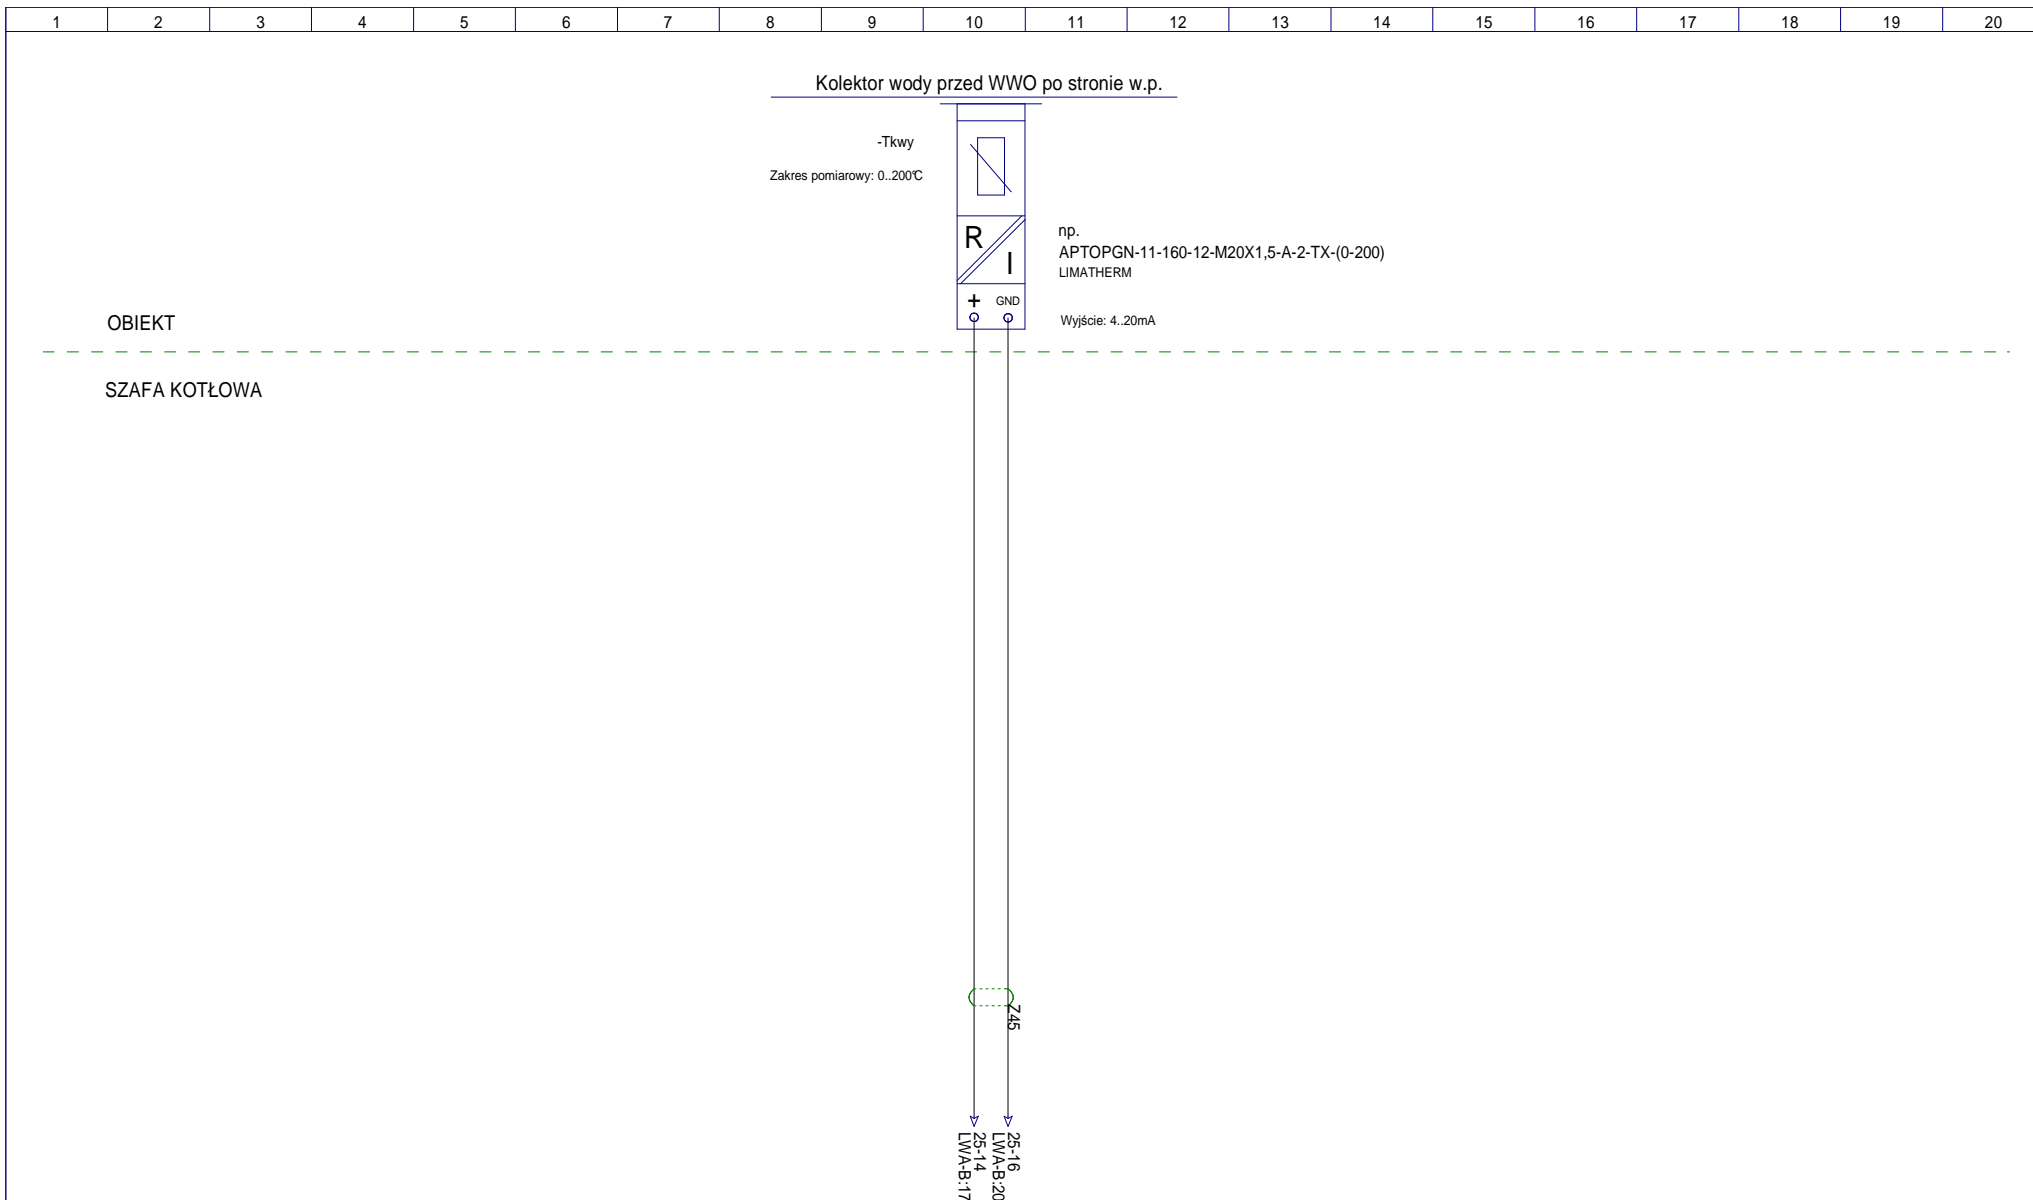 1 2 3 4 5 6 7 8 9 10 11 12 13 14 15 16 17 18 19 20
Kolektor wody przed WWO po stronie w.p.
-Tkwy
Zakres pomiarowy: 0..200°C
R
I
np.
APTOPGN-11-160-12-M20X1,5-A-2-TX-(0-200)
LIMATHERM
+ GND
Wyjście: 4..20mA
OBIEKT
SZAFA KOTŁOWA
Z45
25-14
LWA-B:17
25-16
LWA-B:20